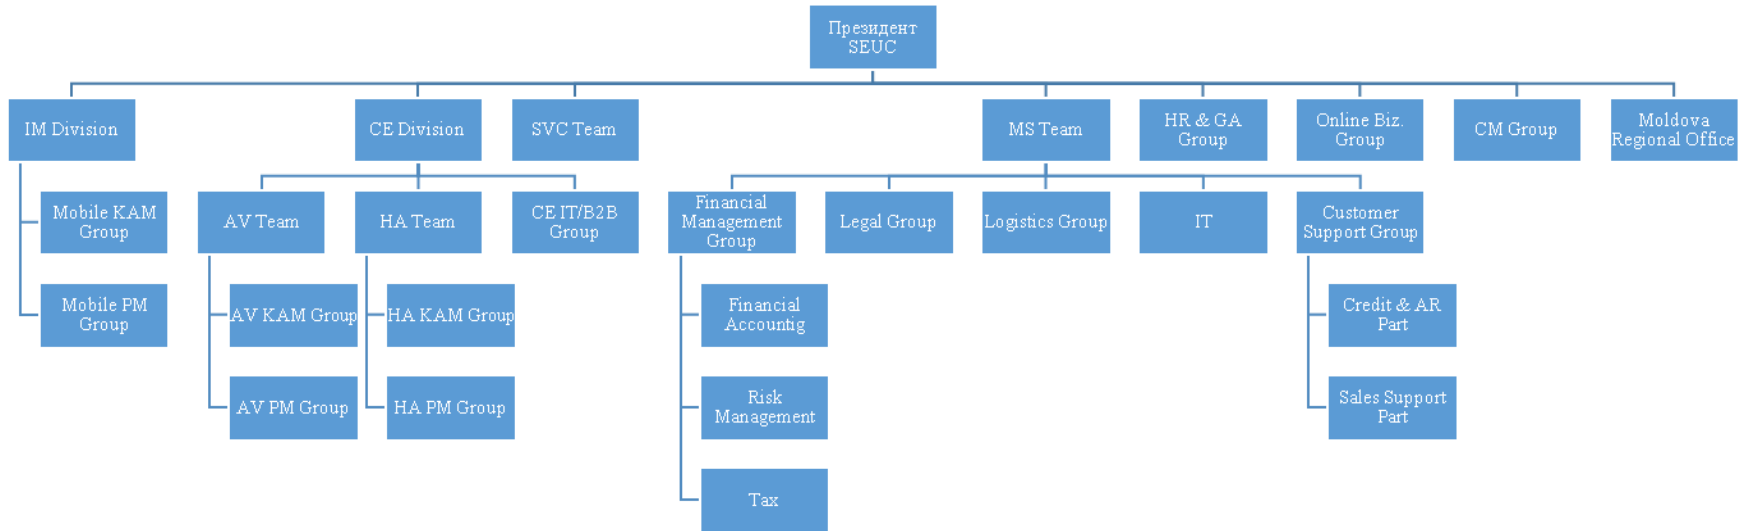 Президент
SEUC
IM Division
CE Division
SVC Team
MS Team
HR & GA
Group
Online Biz.
Group
CM Group
Moldova
Regional Office
Mobile KAM
Group
AV Team
HA Team
CE IT/B2B
Group
Financial
Management
Group
Legal Group
Logistics Group
IT
Customer
Support Group
Mobile PM
Group
AV KAM Group
HA KAM Group
Financial
Accountig
Credit & AR
Part
AV PM Group
HA PM Group
Risk
Management
Sales Support
Part
Tax